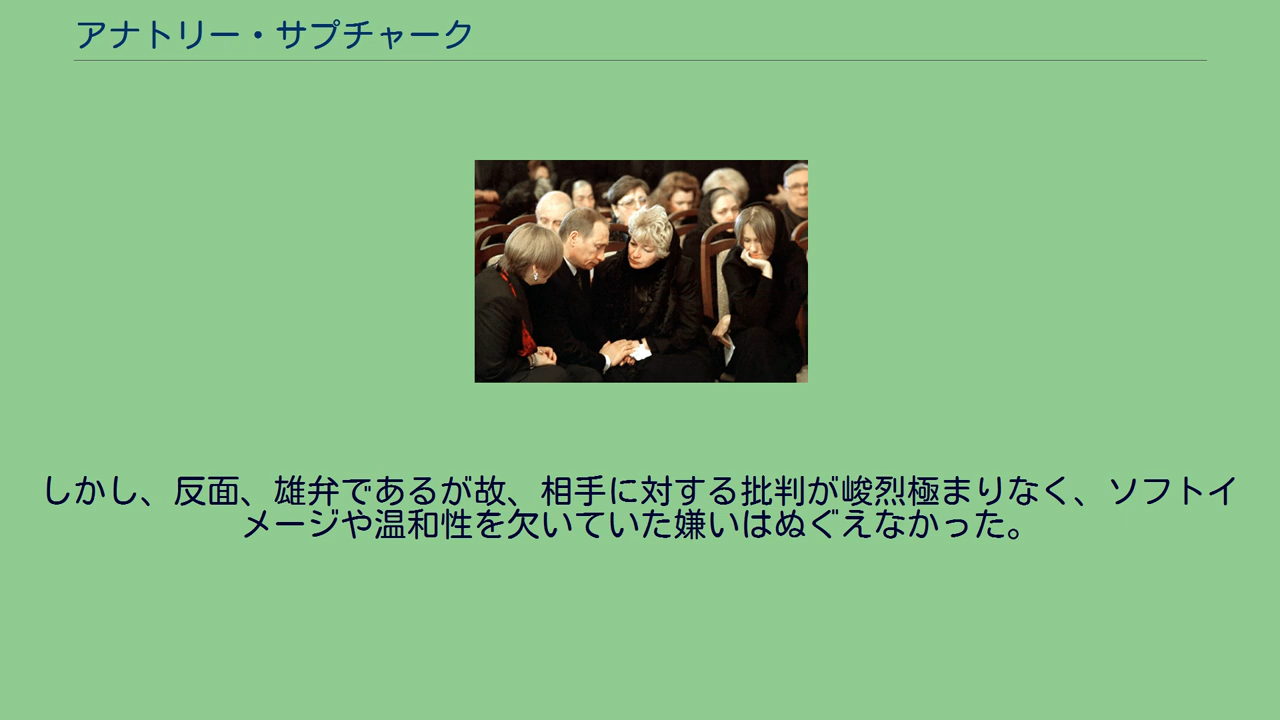 アナトリー・サプチャーク
しかし、反面、雄弁であるが故、相手に対する批判が峻烈極まりなく、ソフトイ
メージや温和性を欠いていた嫌いはぬぐえなかった。